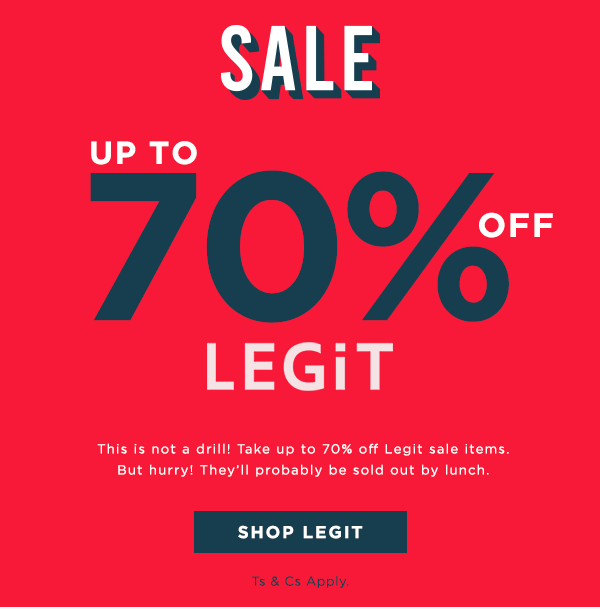 SALE
UP TO
70%
OFF
LEGiT
This is not a drill! Take up to 70% off Legit sale items.
But hurry! They'll probably be sold out by lunch.
SHOP LEGIT
Ts & Cs Apply.